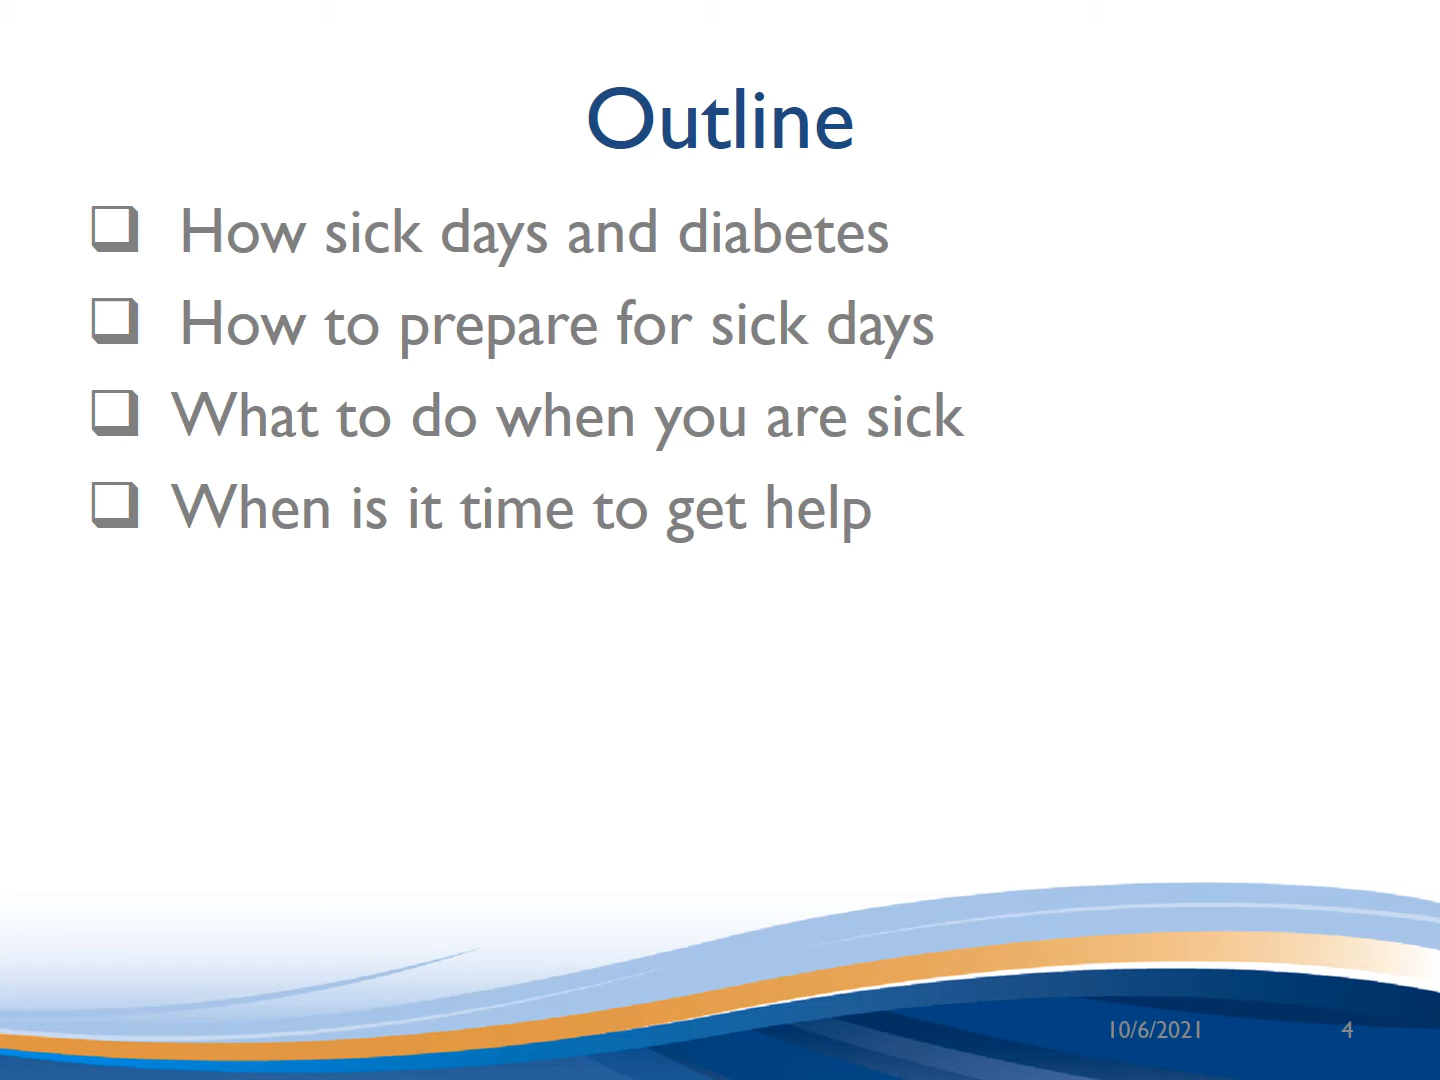 Outline
❑ How sick days and diabetes
❑ How to prepare for sick days
❑ What to do when you are sick
❑ When is it time to get help
10/6/2021 4